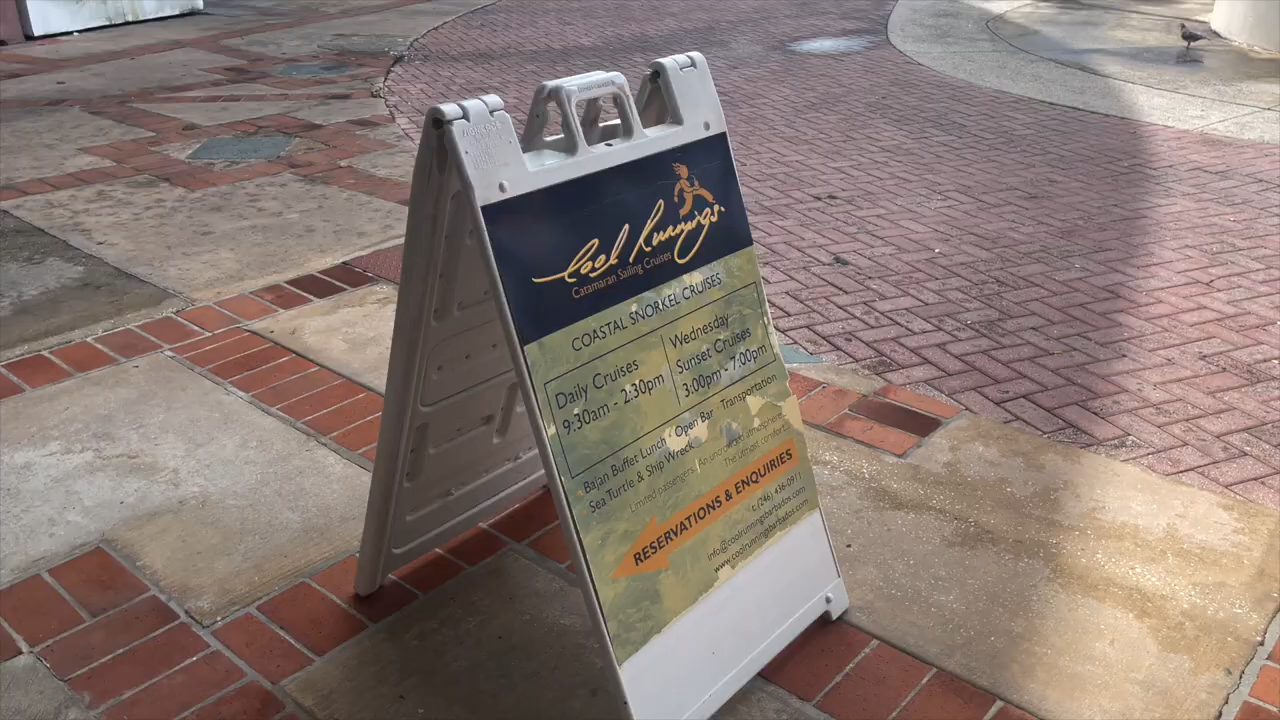 Cool Runnings.
Catamaran Sailing Cruises
COASTAL SNORKEL CRUISES
Daily Cruises
9:30am - 2:30pm
Wednesday
Sunset Cruises
3:00pm - 7:00pm
Bajan Buffet Lunch · Open Bar · Transportation
Sea Turtle & Ship Wreck
Limited passengers. An uncrowded atmosphere.
The utmost comfort...
RESERVATIONS & ENQUIRIES
t: (246) 436-0911
info@coolrunningsbarbados.com
www.coolrunningsbarbados.com